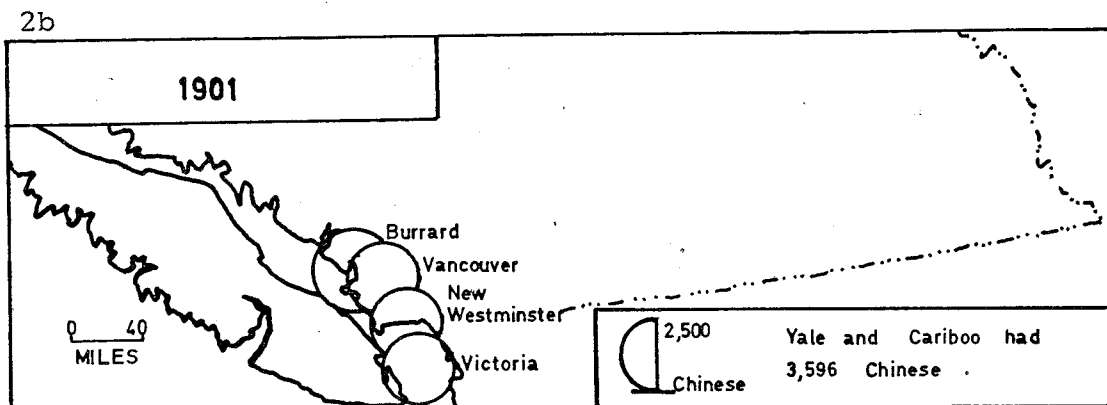 2b
1901
Burrard
Vancouver
New
Westminster
Victoria
0 40
MILES
2,500
Chinese
Yale and Cariboo had
3,596 Chinese .